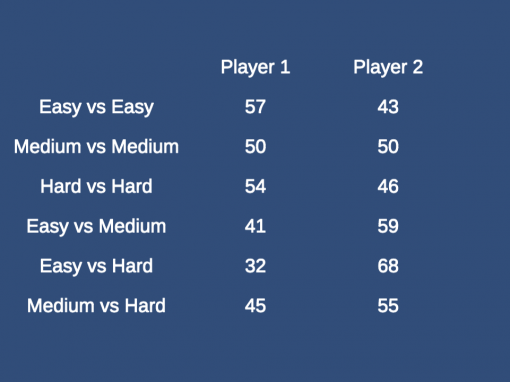 Player 1 Player 2
Easy vs Easy 57 43
Medium vs Medium 50 50
Hard vs Hard 54 46
Easy vs Medium 41 59
Easy vs Hard 32 68
Medium vs Hard 45 55